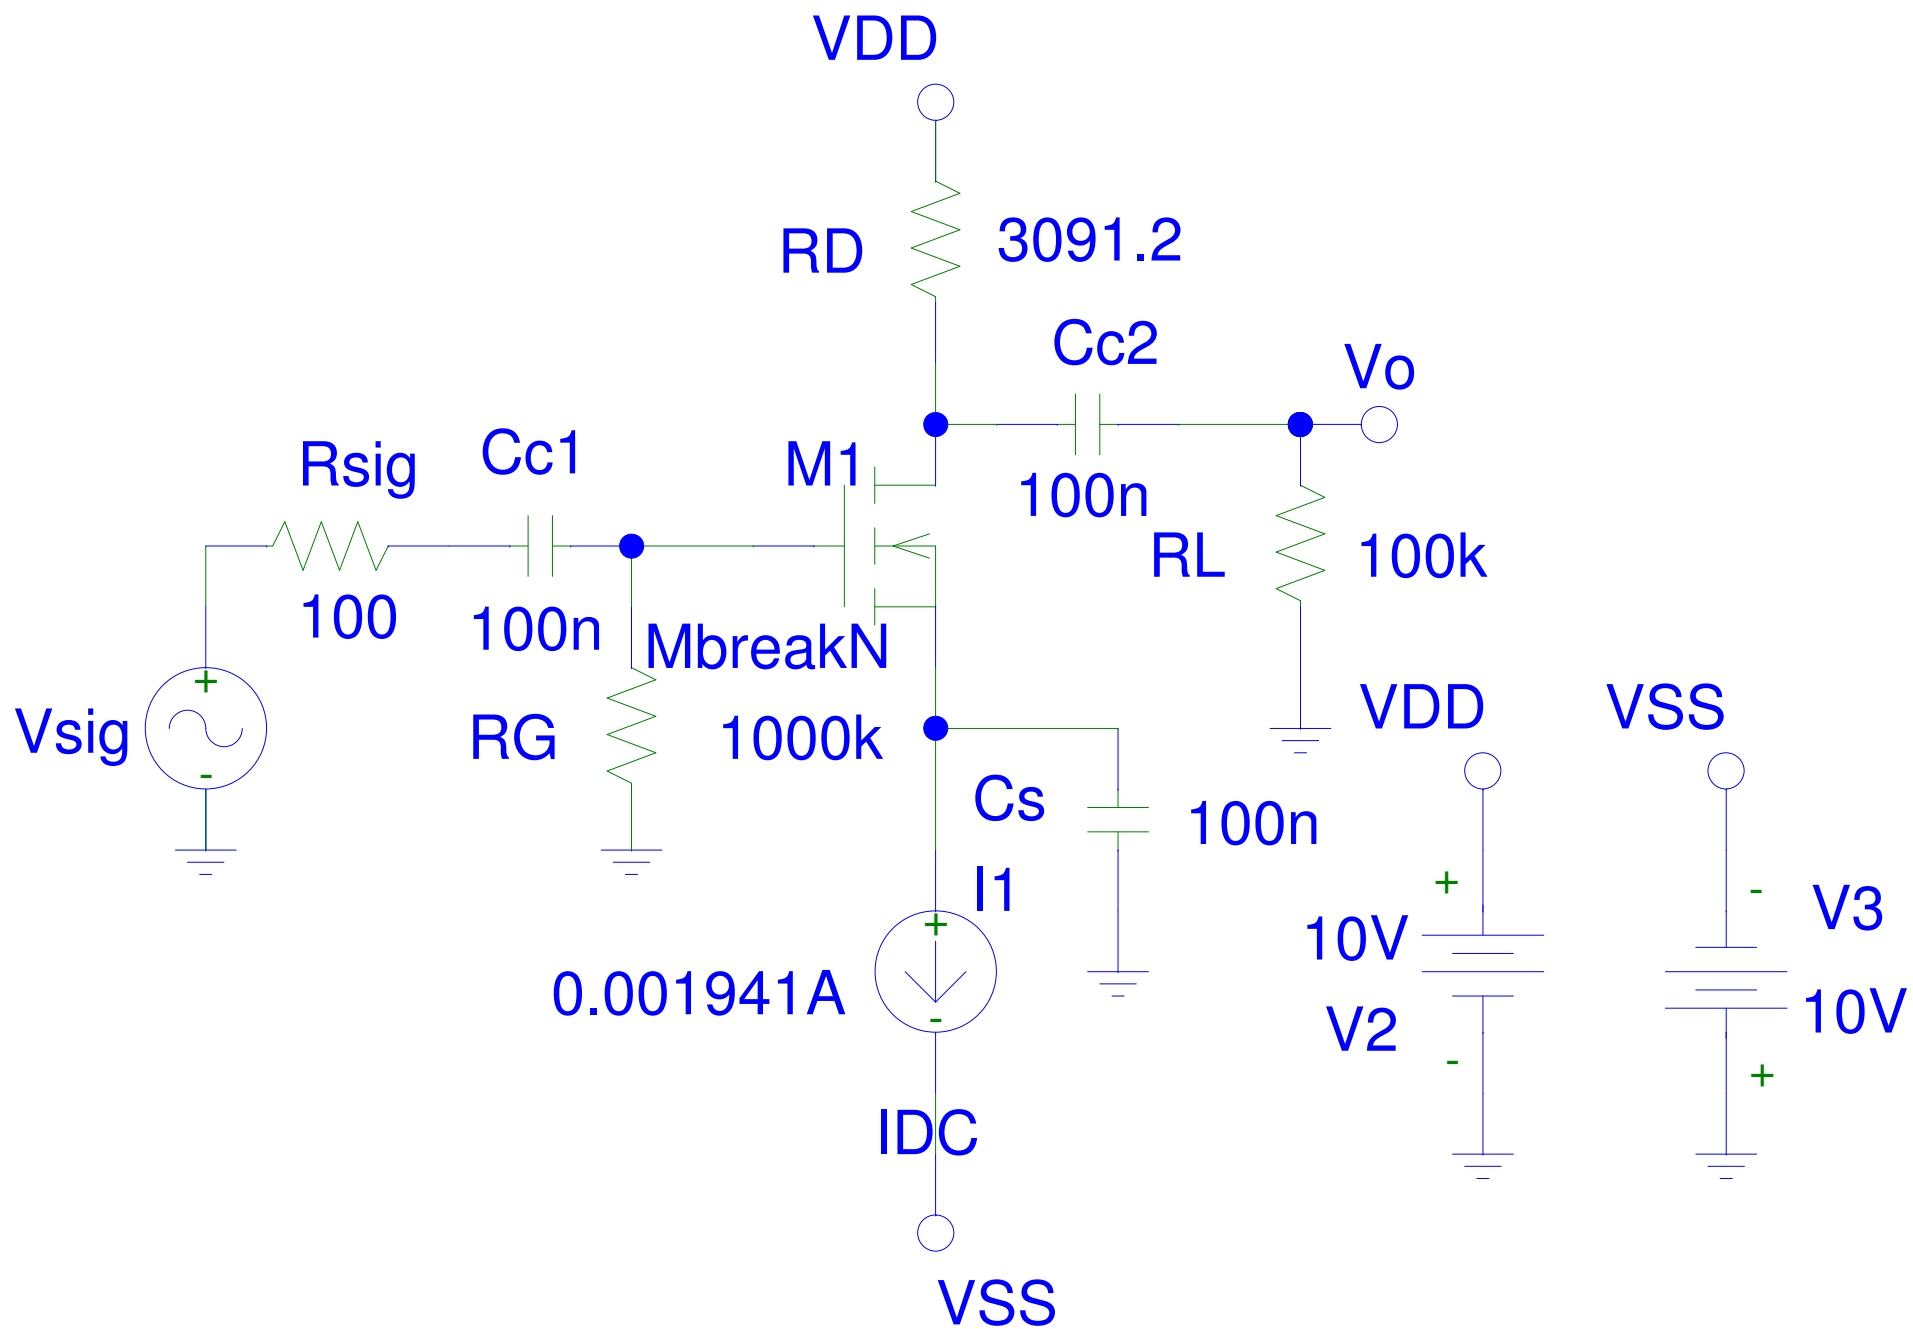 VDD
RD
3091.2
Cc2
Vo
Rsig
Cc1
M1
100n
RL
100k
100
100n
MbreakN
+
Vsig
-
RG
1000k
VDD
VSS
Cs
100n
I1
+
0.001941A
-
+
10V
V2
-
-
V3
10V
+
IDC
VSS